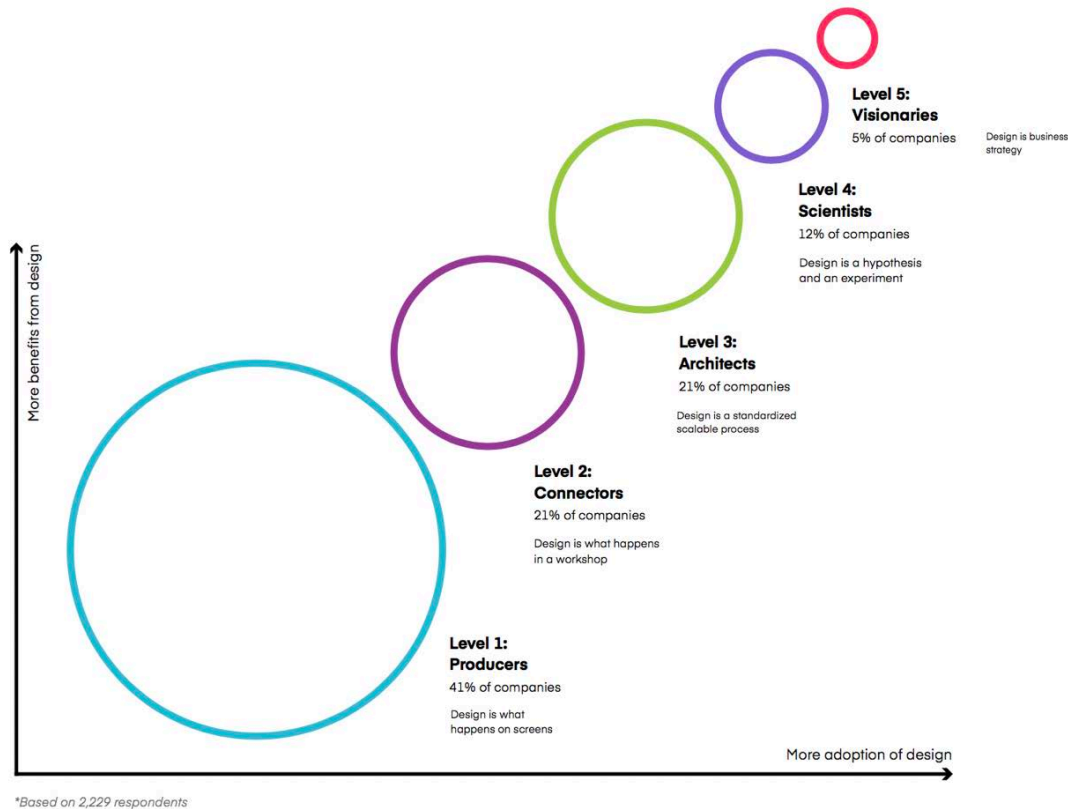 Level 5:
Visionaries
5% of companies
Design is business
strategy
Level 4:
Scientists
12% of companies
Design is a hypothesis
and an experiment
More benefits from design
Level 3:
Architects
21% of companies
Design is a standardized
scalable process
Level 2:
Connectors
21% of companies
Design is what happens
in a workshop
Level 1:
Producers
41% of companies
Design is what
happens on screens
More adoption of design
*Based on 2,229 respondents